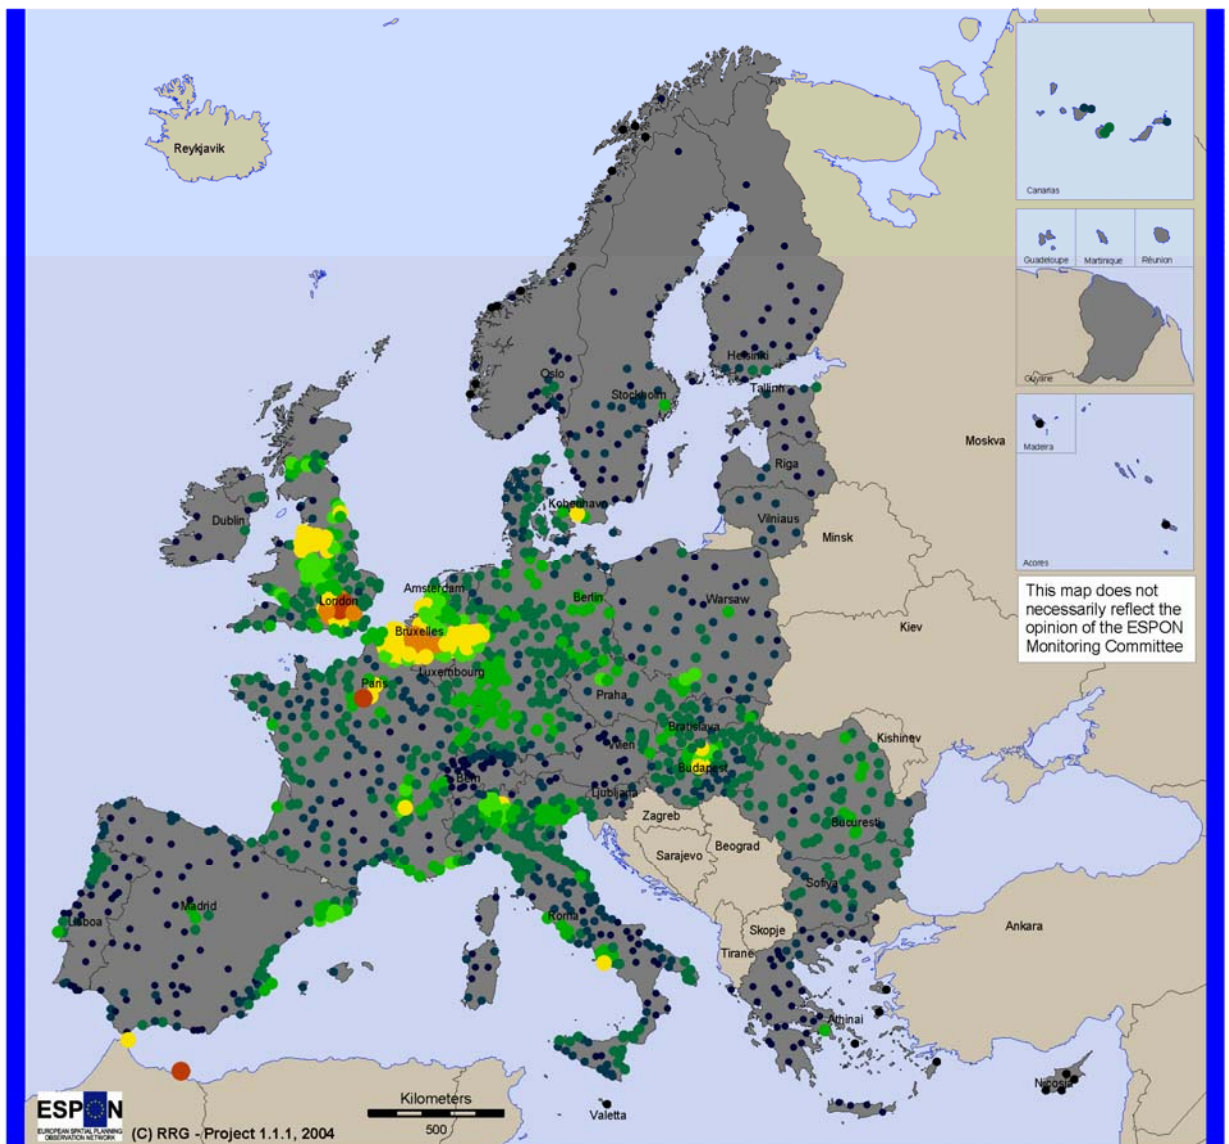 Reykjavik
Canarias
Guadeloupe
Martinique
Réunion
Guyane
Madeira
Acores
This map does not
necessarily reflect the
opinion of the ESPON
Monitoring Committee
Helsinki
Oslo
Tallinn
Stockholm
Moskva
Riga
Kobenhavn
Vilniaus
Dublin
Minsk
Amsterdam
Berlin
Warsaw
London
Kiev
Bruxelles
Luxembourg
Paris
Praha
Bratislava
Kishinev
Wien
Budapest
Bern
Ljubljana
Zagreb
Bucuresti
Beograd
Sarajevo
Sofiya
Madrid
Roma
Lisboa
Skopje
Ankara
Tirane
Athinai
Nicosia
Valetta
Kilometers
500
ESPON
EUROPEAN SPATIAL PLANNING
OBSERVATION NETWORK
(C) RRG - Project 1.1.1, 2004